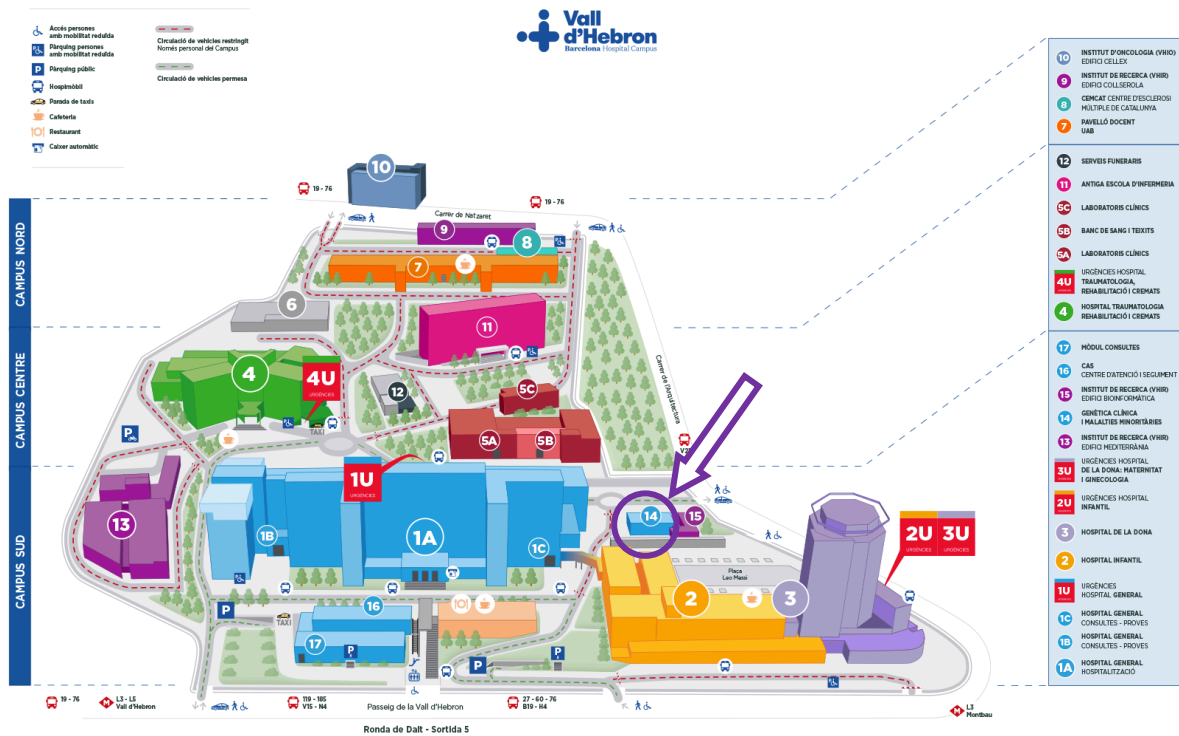 Vall
d'Hebron
Barcelona Hospital Campus
Accés persones
amb mobilitat reduïda
Pàrquing persones
amb mobilitat reduïda
P
Pàrquing públic
Hospimòbil
Parada de taxis
Cafeteria
Restaurant
Caixer automàtic
Circulació de vehicles restringit
Només personal del Campus
Circulació de vehicles permesa
CAMPUS NORD
CAMPUS CENTRE
CAMPUS SUD
10
19 - 76
19 - 76
Carrer de Natzaret
9
8
7
6
11
Carrer de l'Arquitectura
4
4U
URGÈNCIES
TAXI
12
5C
5A
5B
P
1U
URGÈNCIES
13
1B
1A
1C
14
15
Plaça
Leo Massi
2U
URGÈNCIES
3U
URGÈNCIES
2
3
16
17
TAXI
P
P
P
P
19 - 76
M
L3 - L5
Vall d'Hebron
119 - 185
V15 - N4
Passeig de la Vall d'Hebron
27 - 60 - 76
B19 - H4
M
L3
Montbau
Ronda de Dalt - Sortida 5
10
INSTITUT D'ONCOLOGIA (VHIO)
EDIFICI CELLEX
9
INSTITUT DE RECERCA (VHIR)
EDIFICI COLLSEROLA
8
CEMCAT CENTRE D'ESCLEROSI
MÚLTIPLE DE CATALUNYA
7
PAVELLÓ DOCENT
UAB
12
SERVEIS FUNERARIS
11
ANTIGA ESCOLA D'INFERMERIA
5C
LABORATORIS CLÍNICS
5B
BANC DE SANG I TEIXITS
5A
LABORATORIS CLÍNICS
4U
URGÈNCIES HOSPITAL
TRAUMATOLOGIA,
REHABILITACIÓ I CREMATS
4
HOSPITAL TRAUMATOLOGIA
REHABILITACIÓ I CREMATS
17
MÒDUL CONSULTES
16
CAS
CENTRE D'ATENCIÓ I SEGUIMENT
15
INSTITUT DE RECERCA (VHIR)
EDIFICI BIOINFORMÀTICA
14
GENÈTICA CLÍNICA
I MALALTIES MINORITÀRIES
13
INSTITUT DE RECERCA (VHIR)
EDIFICI MEDITERRÀNIA
3U
URGÈNCIES HOSPITAL
DE LA DONA: MATERNITAT
I GINECOLOGIA
2U
URGÈNCIES HOSPITAL
INFANTIL
3
HOSPITAL DE LA DONA
2
HOSPITAL INFANTIL
1U
URGÈNCIES
HOSPITAL GENERAL
1C
HOSPITAL GENERAL
CONSULTES - PROVES
1B
HOSPITAL GENERAL
CONSULTES - PROVES
1A
HOSPITAL GENERAL
HOSPITALITZACIÓ